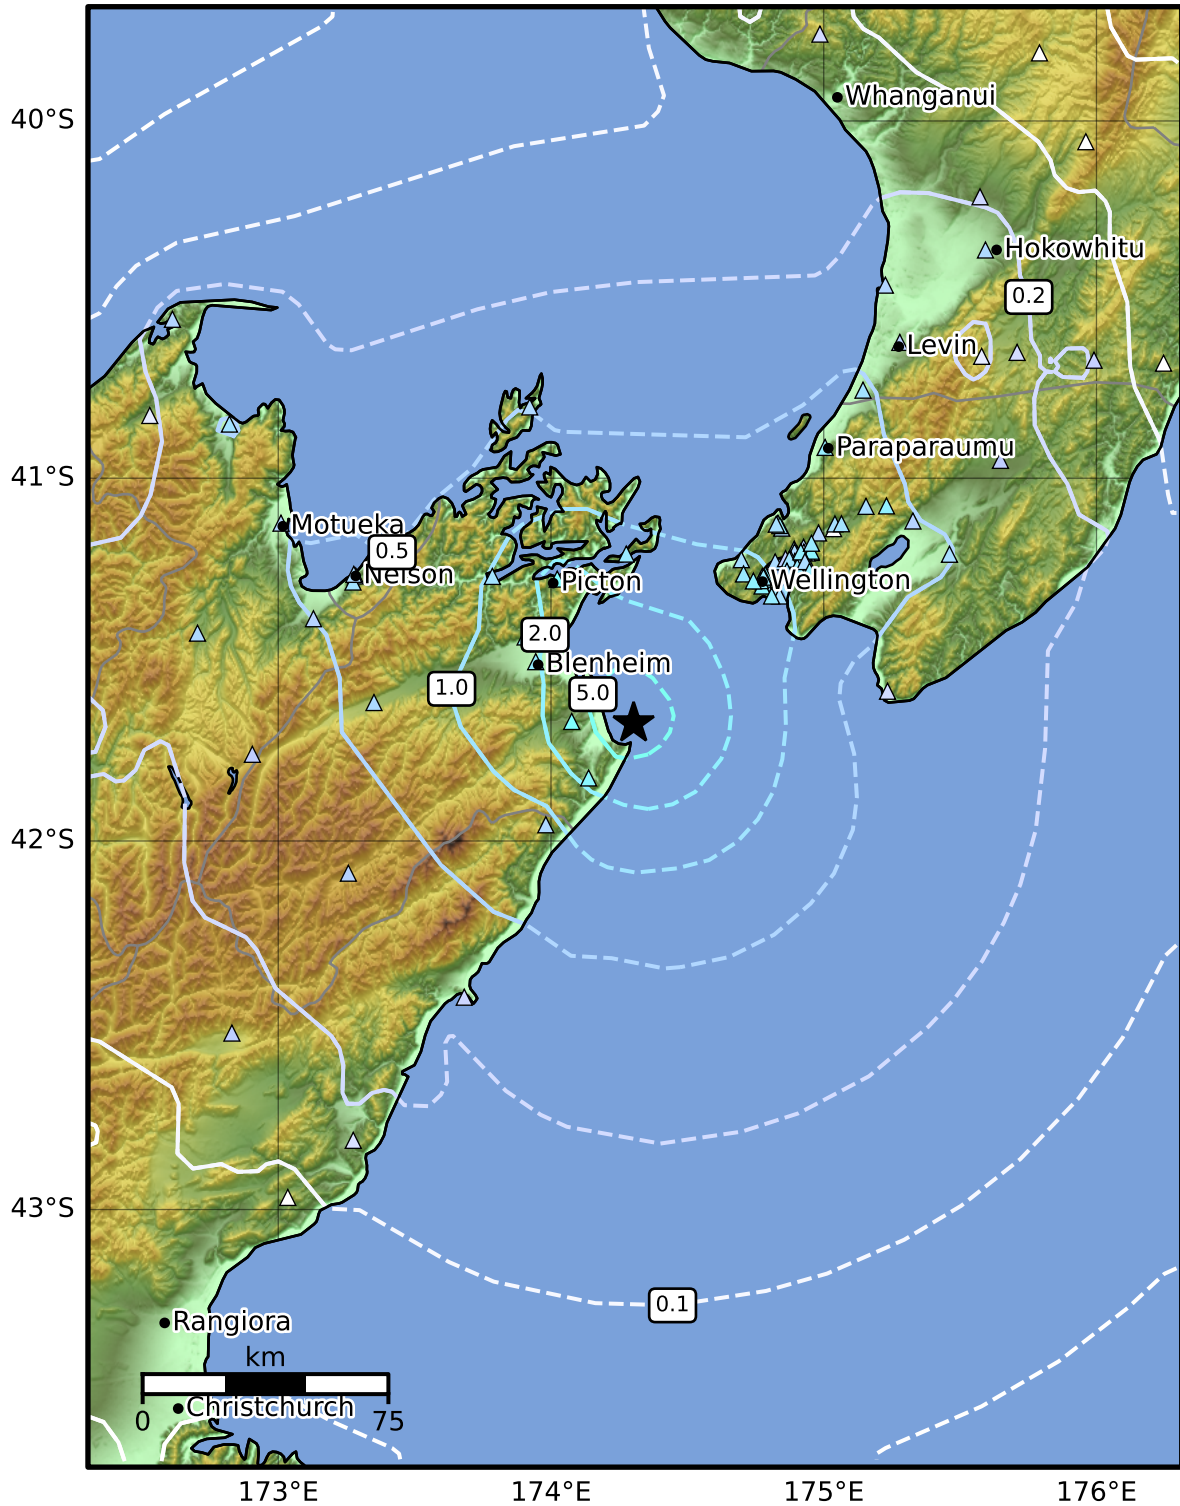 Whanganui
40°S
Hokowhitu
0.2
Levin
Paraparaumu
41°S
Motueka
0.5
Nelson
Picton
Wellington
2.0
Blenheim
1.0
5.0
42°S
43°S
0.1
Rangiora
km
Christchurch
0
75
173°E
174°E
175°E
176°E